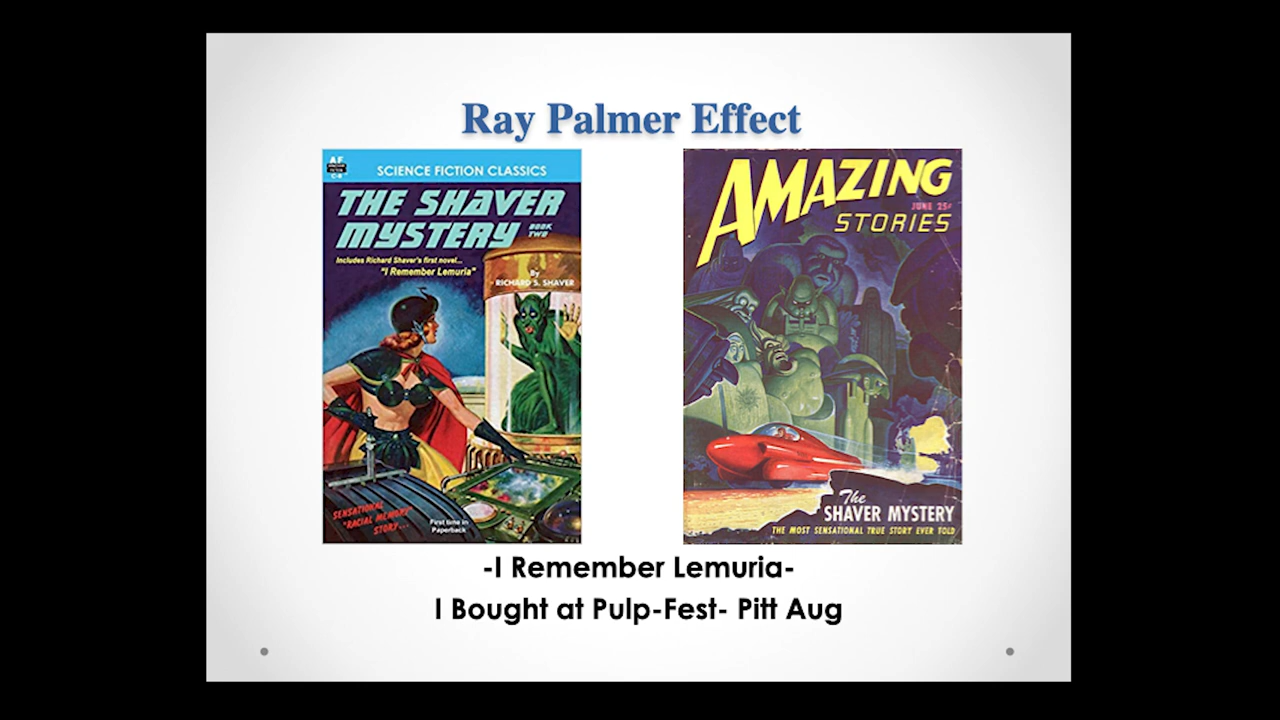 Ray Palmer Effect
AF
C-6
SCIENCE FICTION CLASSICS
THE SHAVER
MYSTERY BOOK TWO
Includes Richard Shaver's first novel...
"I Remember Lemuria"
By
RICHARD S. SHAVER
SENSATIONAL
"RACIAL MEMORY"
STORY...
First time in
Paperback
AMAZING
JUNE 25¢
STORIES
The
SHAVER MYSTERY
THE MOST SENSATIONAL TRUE STORY EVER TOLD
-I Remember Lemuria-
I Bought at Pulp-Fest- Pitt Aug